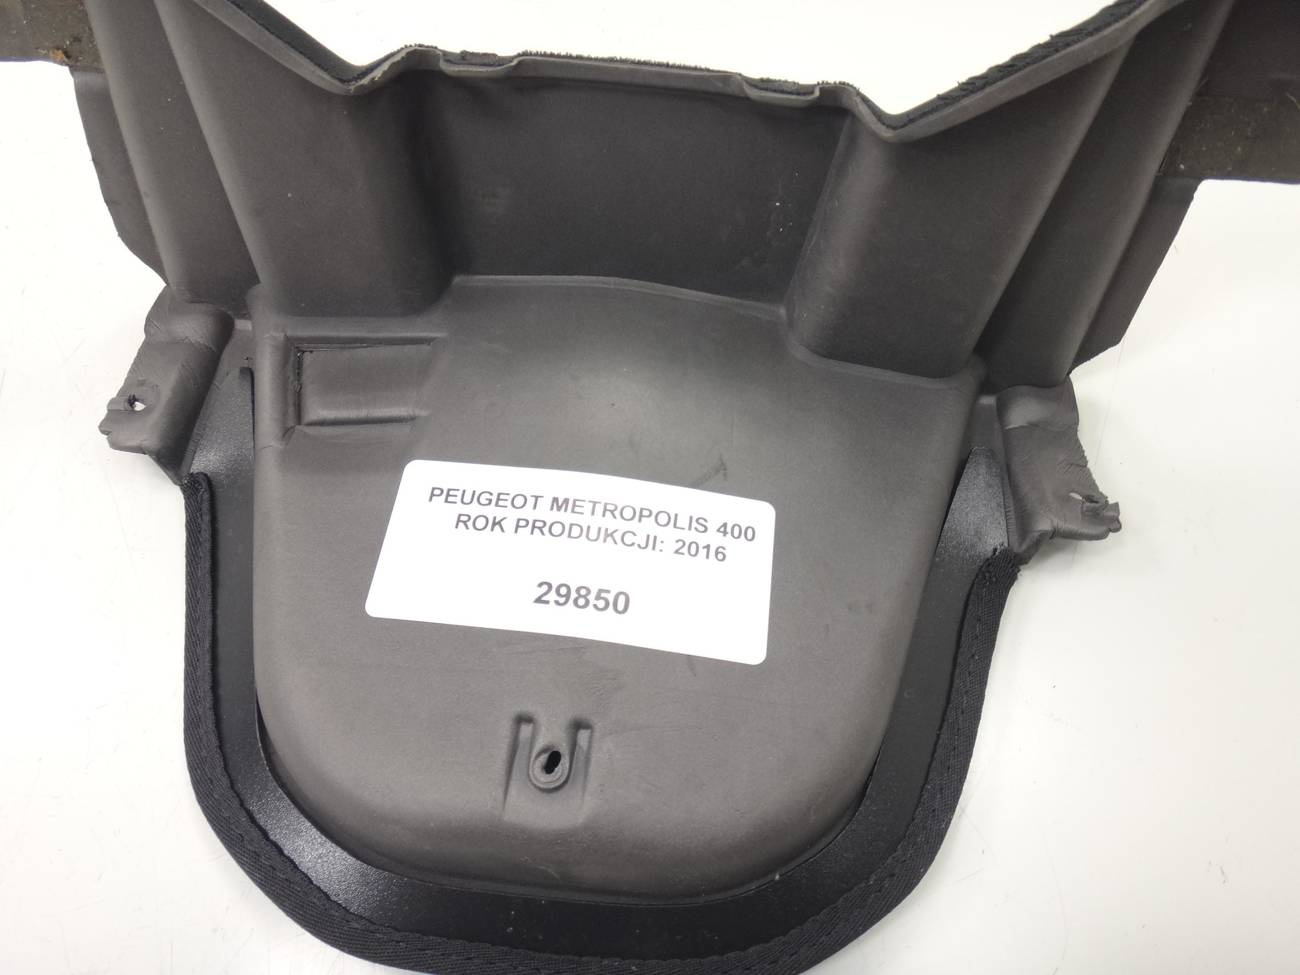 PEUGEOT METROPOLIS 400
ROK PRODUKCJI: 2016
29850